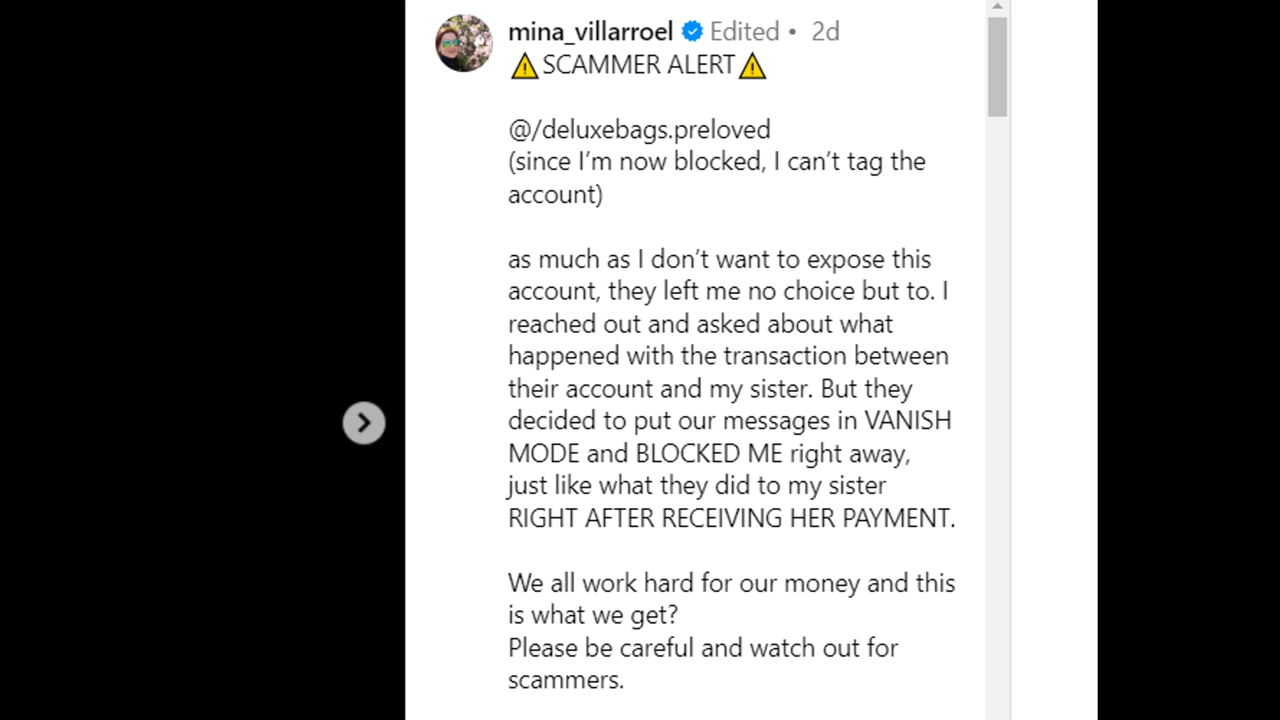 mina_villarroel Edited • 2d
⚠️SCAMMER ALERT⚠️
@/deluxebags.preloved
(since I’m now blocked, I can’t tag the
account)
as much as I don’t want to expose this
account, they left me no choice but to. I
reached out and asked about what
happened with the transaction between
their account and my sister. But they
decided to put our messages in VANISH
MODE and BLOCKED ME right away,
just like what they did to my sister
RIGHT AFTER RECEIVING HER PAYMENT.
We all work hard for our money and this
is what we get?
Please be careful and watch out for
scammers.